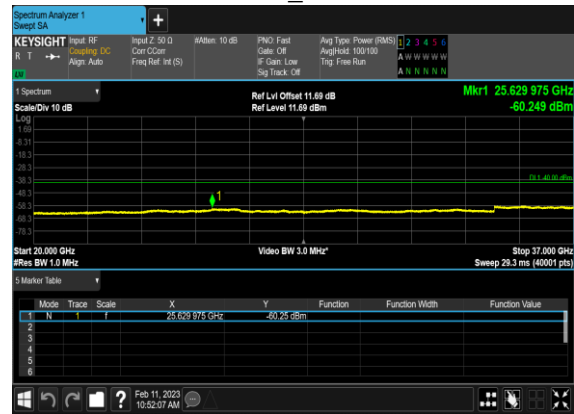 Spectrum Analyzer 1
Swept SA
KEYSIGHT Input: RF Input Z: 50 Ω #Atten: 10 dB PNO: Fast Avg Type: Power (RMS) 1 2 3 4 5 6
R T Coupling: DC Corr CCorr Gate: Off Avg|Hold: 100/100 A W W W W W
Align: Auto Freq Ref: Int (S) IF Gain: Low Trig: Free Run
Sig Track: Off A N N N N N
1 Spectrum Ref Lvl Offset 11.69 dB Mkr1 25.629 975 GHz
Scale/Div 10 dB Ref Level 11.69 dBm -60.249 dBm
Log
1.69
-8.31
-18.3
-28.3
-38.3 DL1 -40.00 dBm
-48.3 1
-58.3
-68.3
-78.3
Start 20.000 GHz Video BW 3.0 MHz* Stop 37.000 GHz
#Res BW 1.0 MHz Sweep 29.3 ms (40001 pts)
5 Marker Table
Mode Trace Scale X Y Function Function Width Function Value
1 N 1 f 25.629 975 GHz -60.25 dBm
2
3
4
5
6
? Feb 11, 2023
10:52:07 AM